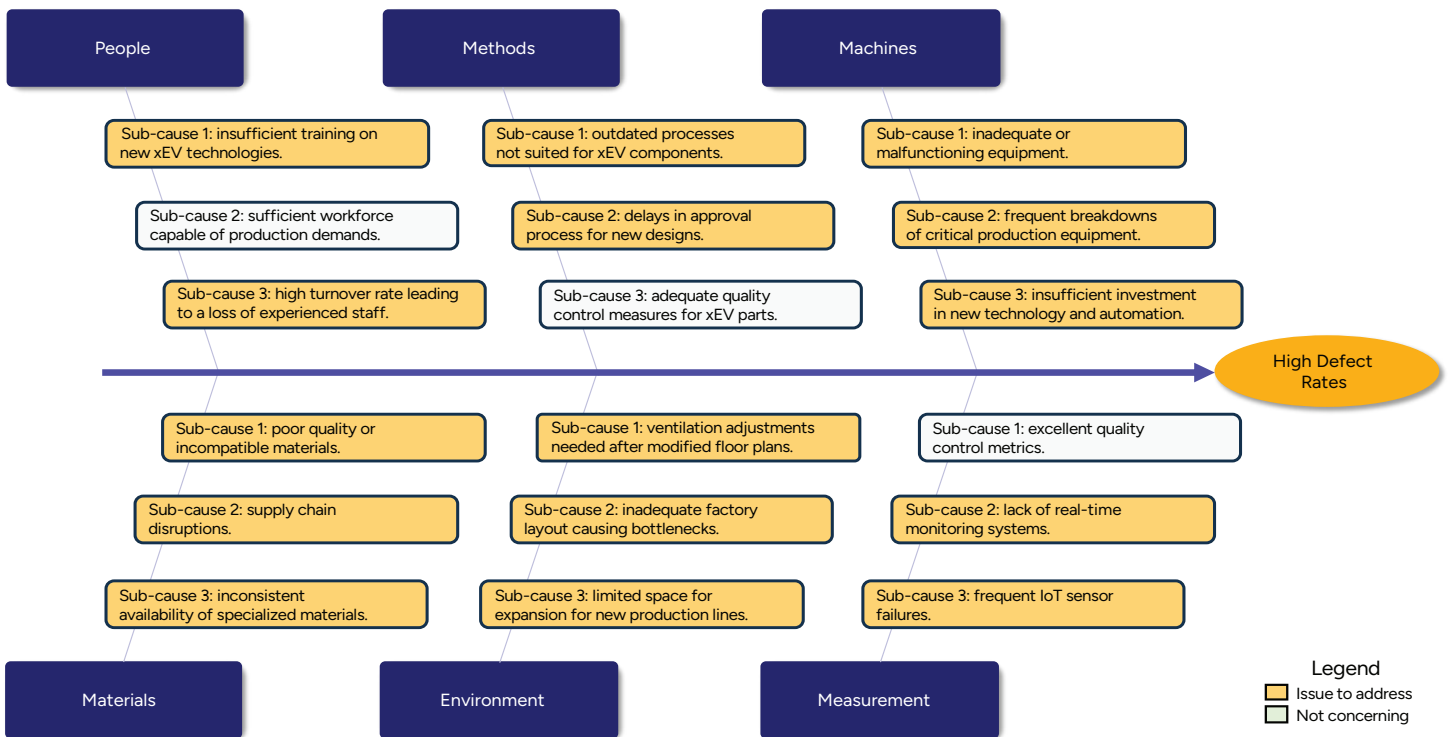 People
Methods
Machines
Sub-cause 1: insufficient training on
new xEV technologies.
Sub-cause 1: outdated processes
not suited for xEV components.
Sub-cause 1: inadequate or
malfunctioning equipment.
Sub-cause 2: sufficient workforce
capable of production demands.
Sub-cause 2: delays in approval
process for new designs.
Sub-cause 2: frequent breakdowns
of critical production equipment.
Sub-cause 3: high turnover rate leading
to a loss of experienced staff.
Sub-cause 3: adequate quality
control measures for xEV parts.
Sub-cause 3: insufficient investment
in new technology and automation.
High Defect
Rates
Sub-cause 1: poor quality or
incompatible materials.
Sub-cause 1: ventilation adjustments
needed after modified floor plans.
Sub-cause 1: excellent quality
control metrics.
Sub-cause 2: supply chain
disruptions.
Sub-cause 2: inadequate factory
layout causing bottlenecks.
Sub-cause 2: lack of real-time
monitoring systems.
Sub-cause 3: inconsistent
availability of specialized materials.
Sub-cause 3: limited space for
expansion for new production lines.
Sub-cause 3: frequent IoT sensor
failures.
Materials
Environment
Measurement
Legend
Issue to address
Not concerning